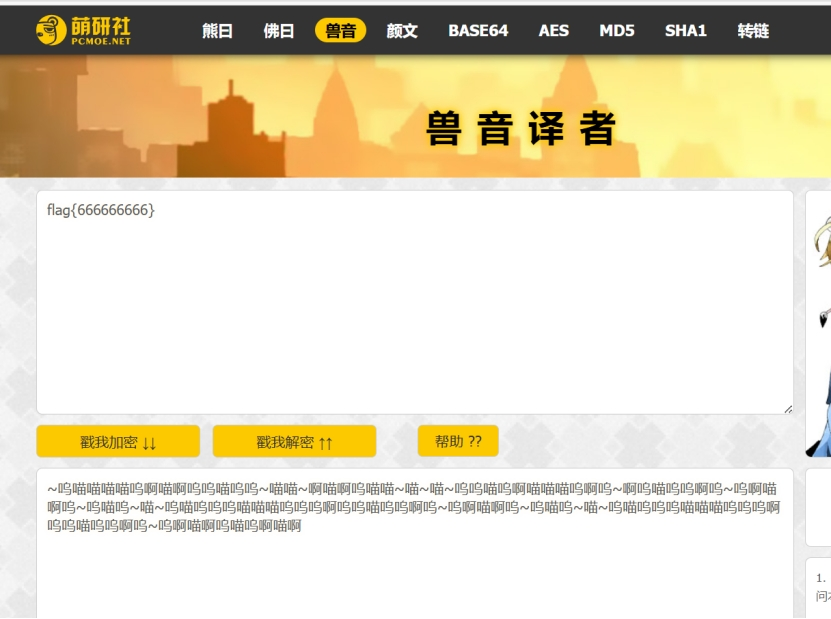 萌研社
PCMOE.NET
熊曰 佛曰 兽音 颜文 BASE64 AES MD5 SHA1 转链
兽音译者
flag{666666666}
戳我加密 ↓↓ 戳我解密 ↑↑ 帮助 ??
~呜喵喵喵喵呜啊喵啊呜呜喵呜呜~喵喵~啊喵啊呜喵喵~喵~喵~呜呜喵呜啊喵喵喵呜啊呜~啊呜喵呜呜啊呜~呜啊喵
啊呜~呜喵呜~喵~呜喵呜呜呜喵喵喵呜呜呜啊呜呜喵呜呜啊呜~呜啊喵啊呜~呜喵呜~喵~呜喵呜呜呜喵喵喵呜呜呜啊
呜呜喵呜呜啊呜~呜啊喵啊呜喵呜啊喵啊
1.